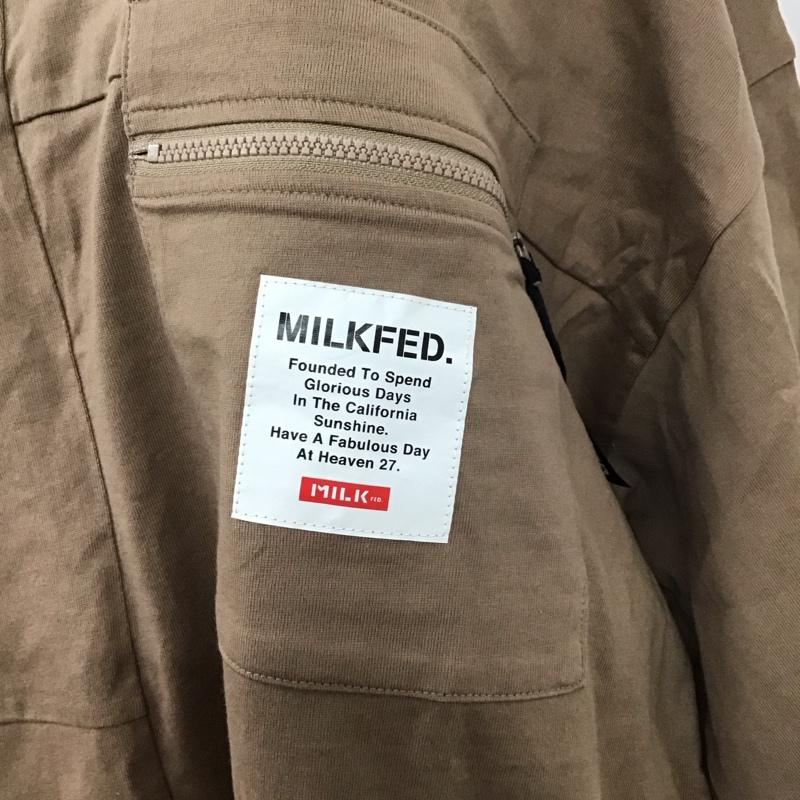 MILKFED.
Founded To Spend
Glorious Days
In The California
Sunshine.
Have A Fabulous Day
At Heaven 27.
MILK FED.